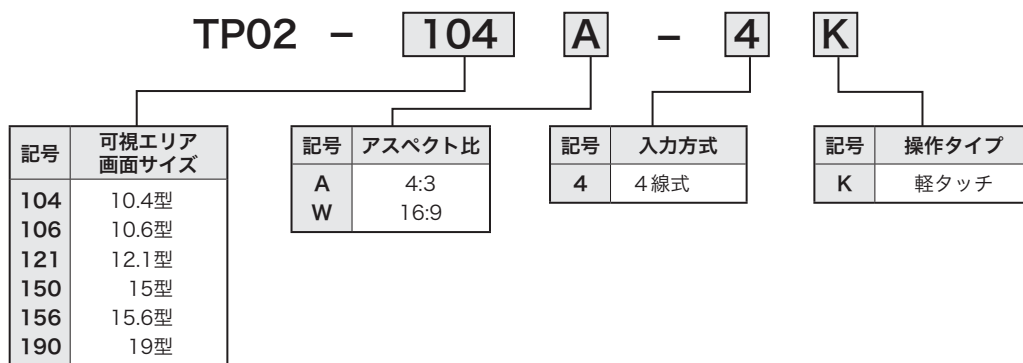 TP02 － 104 A － 4 K
記号 可視エリア
画面サイズ
104 10.4型
106 10.6型
121 12.1型
150 15型
156 15.6型
190 19型
記号 アスペクト比
A 4:3
W 16:9
記号 入力方式
4 4線式
記号 操作タイプ
K 軽タッチ